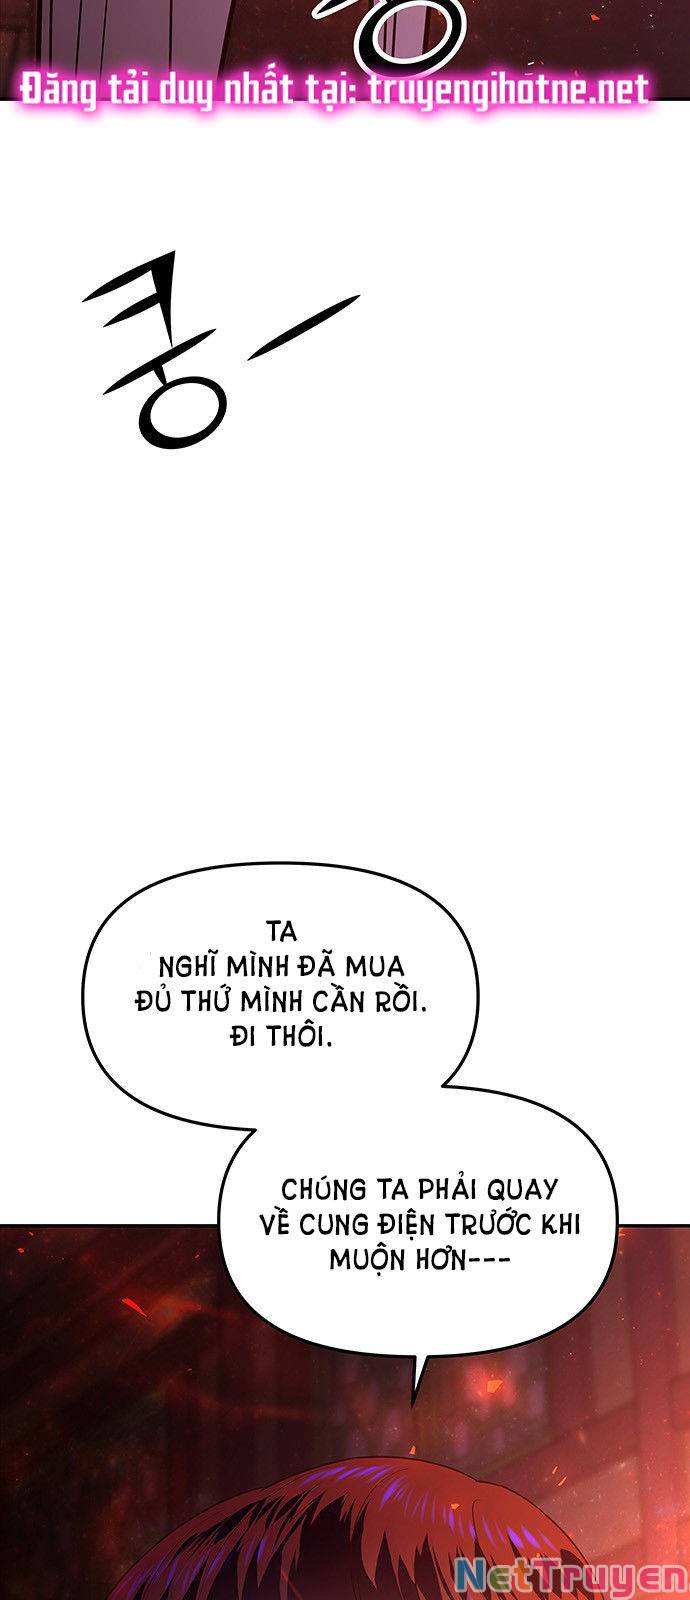 Đăng tải duy nhất tại: truyengihotne.net
쿵
TA
NGHĨ MÌNH ĐÃ MUA
ĐỦ THỨ MÌNH CẦN RỒI.
ĐI THÔI.
CHÚNG TA PHẢI QUAY
VỀ CUNG ĐIỆN TRƯỚC KHI
MUỘN HƠN---
NetTruyen